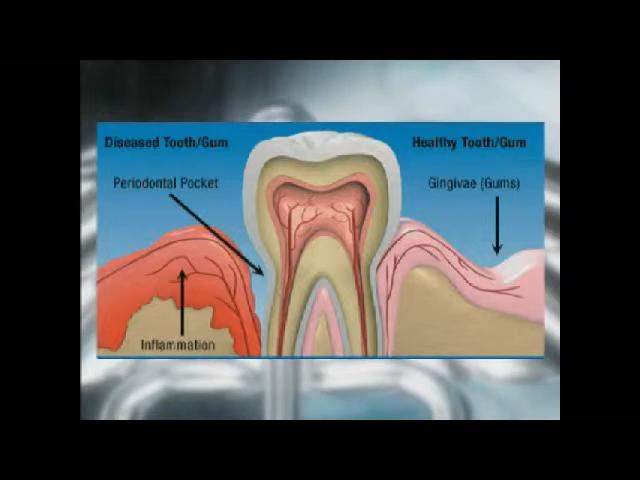 Diseased Tooth/Gum
Healthy Tooth/Gum
Periodontal Pocket
Gingivae (Gums)
Inflammation